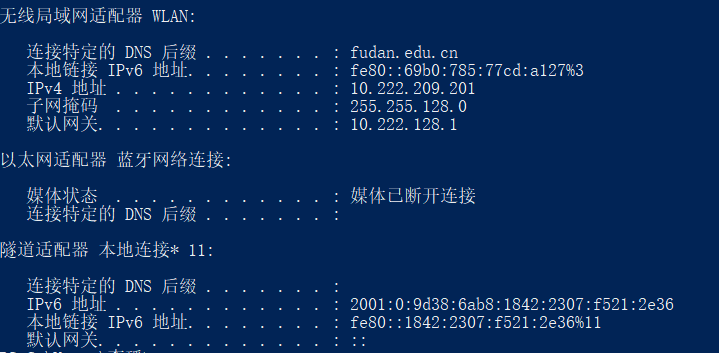 无线局域网适配器 WLAN:
连接特定的 DNS 后缀 . . . . . . . : fudan.edu.cn
本地链接 IPv6 地址. . . . . . . . : fe80::69b0:785:77cd:a127%3
IPv4 地址 . . . . . . . . . . . . : 10.222.209.201
子网掩码 . . . . . . . . . . . . : 255.255.128.0
默认网关. . . . . . . . . . . . . : 10.222.128.1
以太网适配器 蓝牙网络连接:
媒体状态 . . . . . . . . . . . . : 媒体已断开连接
连接特定的 DNS 后缀 . . . . . . . :
隧道适配器 本地连接* 11:
连接特定的 DNS 后缀 . . . . . . . :
IPv6 地址 . . . . . . . . . . . . : 2001:0:9d38:6ab8:1842:2307:f521:2e36
本地链接 IPv6 地址. . . . . . . . : fe80::1842:2307:f521:2e36%11
默认网关. . . . . . . . . . . . . : ::